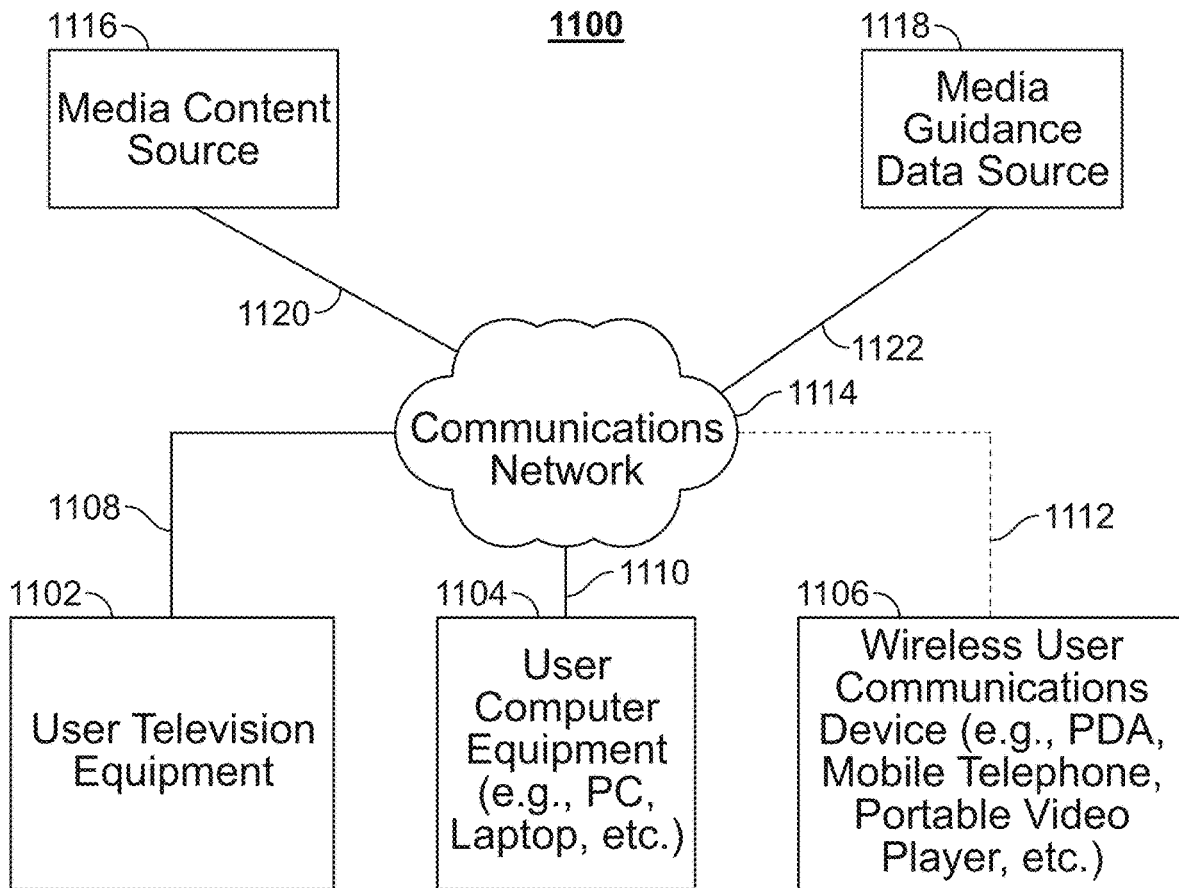 1100
1116
Media Content
Source
1118
Media
Guidance
Data Source
1120
1122
1114
Communications
Network
1108
1110
1112
1102
User Television
Equipment
1104
User
Computer
Equipment
(e.g., PC,
Laptop, etc.)
1106
Wireless User
Communications
Device (e.g., PDA,
Mobile Telephone,
Portable Video
Player, etc.)